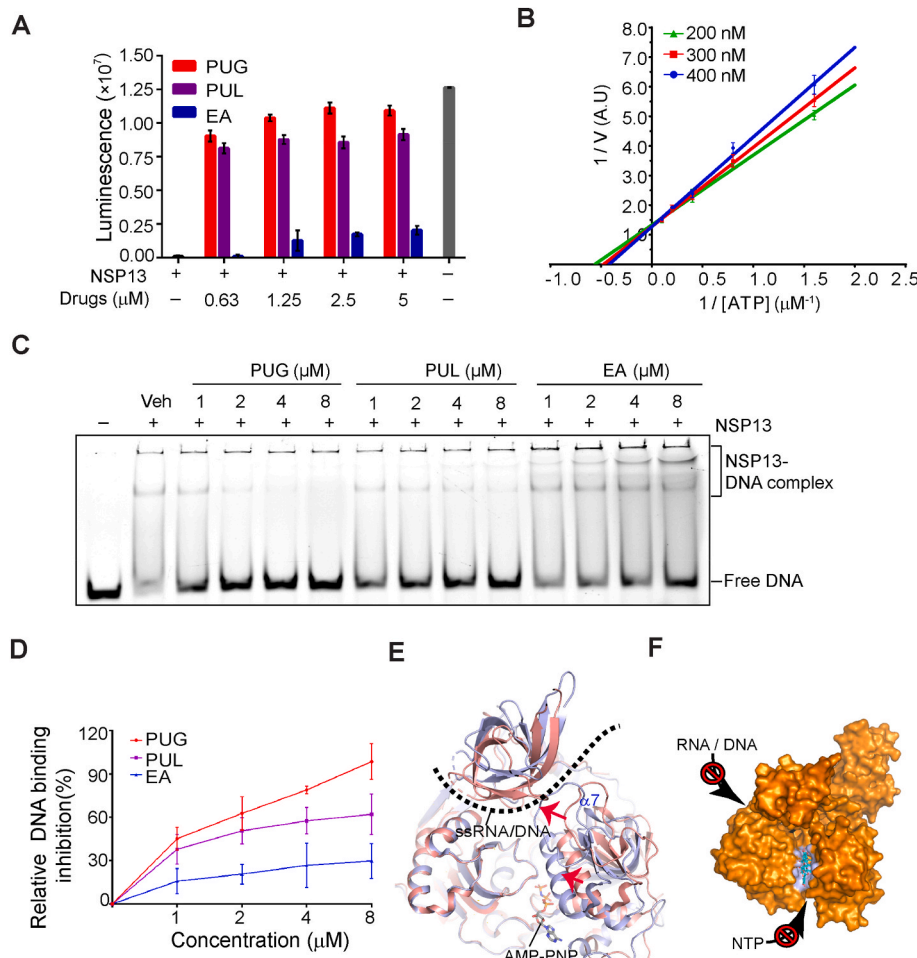 A
Luminescence (×10⁷)
1.50
1.25
1.00
0.75
0.50
0.25
0.00
PUG
PUL
EA
NSP13 + + + + + −
Drugs (μM) − 0.63 1.25 2.5 5 −
B
1 / V (A.U)
8.0
7.0
6.0
5.0
4.0
3.0
2.0
1.0
200 nM
300 nM
400 nM
-1.0 -0.5 0.0 0.5 1.0 1.5 2.0 2.5
1 / [ATP] (μM⁻¹)
C
PUG (μM) PUL (μM) EA (μM)
Veh 1 2 4 8 1 2 4 8 1 2 4 8
− + + + + + + + + + + + + + NSP13
NSP13-
DNA complex
Free DNA
D
Relative DNA binding
inhibition(%)
120
90
60
30
0
PUG
PUL
EA
1 2 4 8
Concentration (μM)
E
α7
ssRNA/DNA
AMP-PNP
F
RNA / DNA
NTP